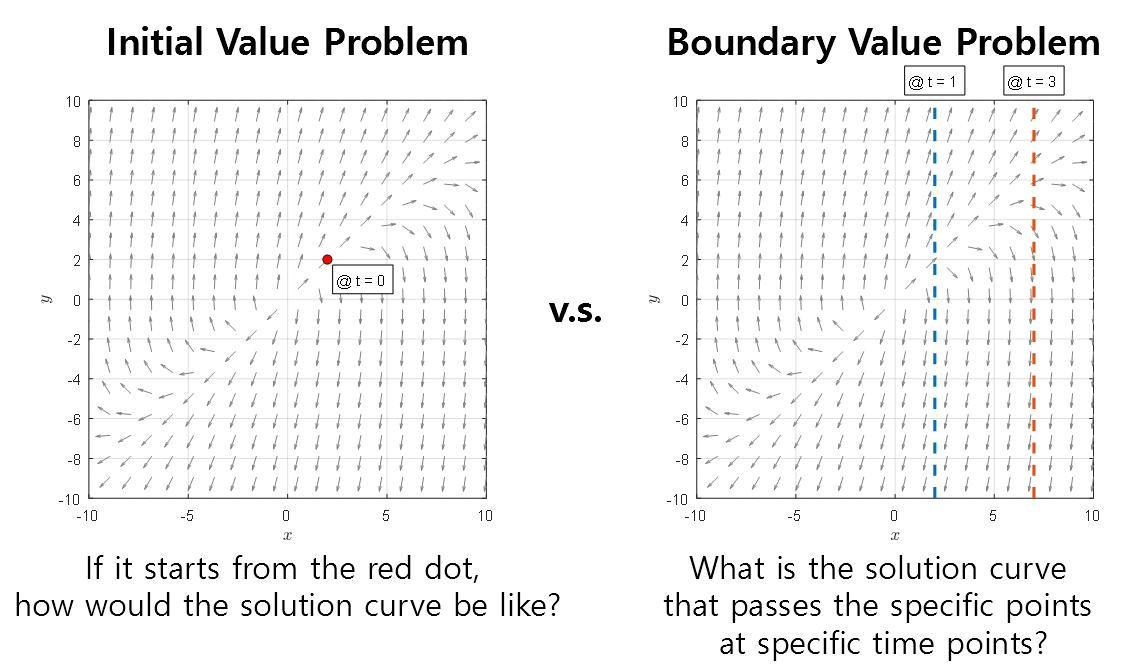 Initial Value Problem
Boundary Value Problem
@ t = 1
@ t = 3
10
8
6
4
2
0
-2
-4
-6
-8
-10
y
-10
-5
0
5
10
x
@ t = 0
v.s.
10
8
6
4
2
0
-2
-4
-6
-8
-10
y
-10
-5
0
5
10
x
If it starts from the red dot,
how would the solution curve be like?
What is the solution curve
that passes the specific points
at specific time points?